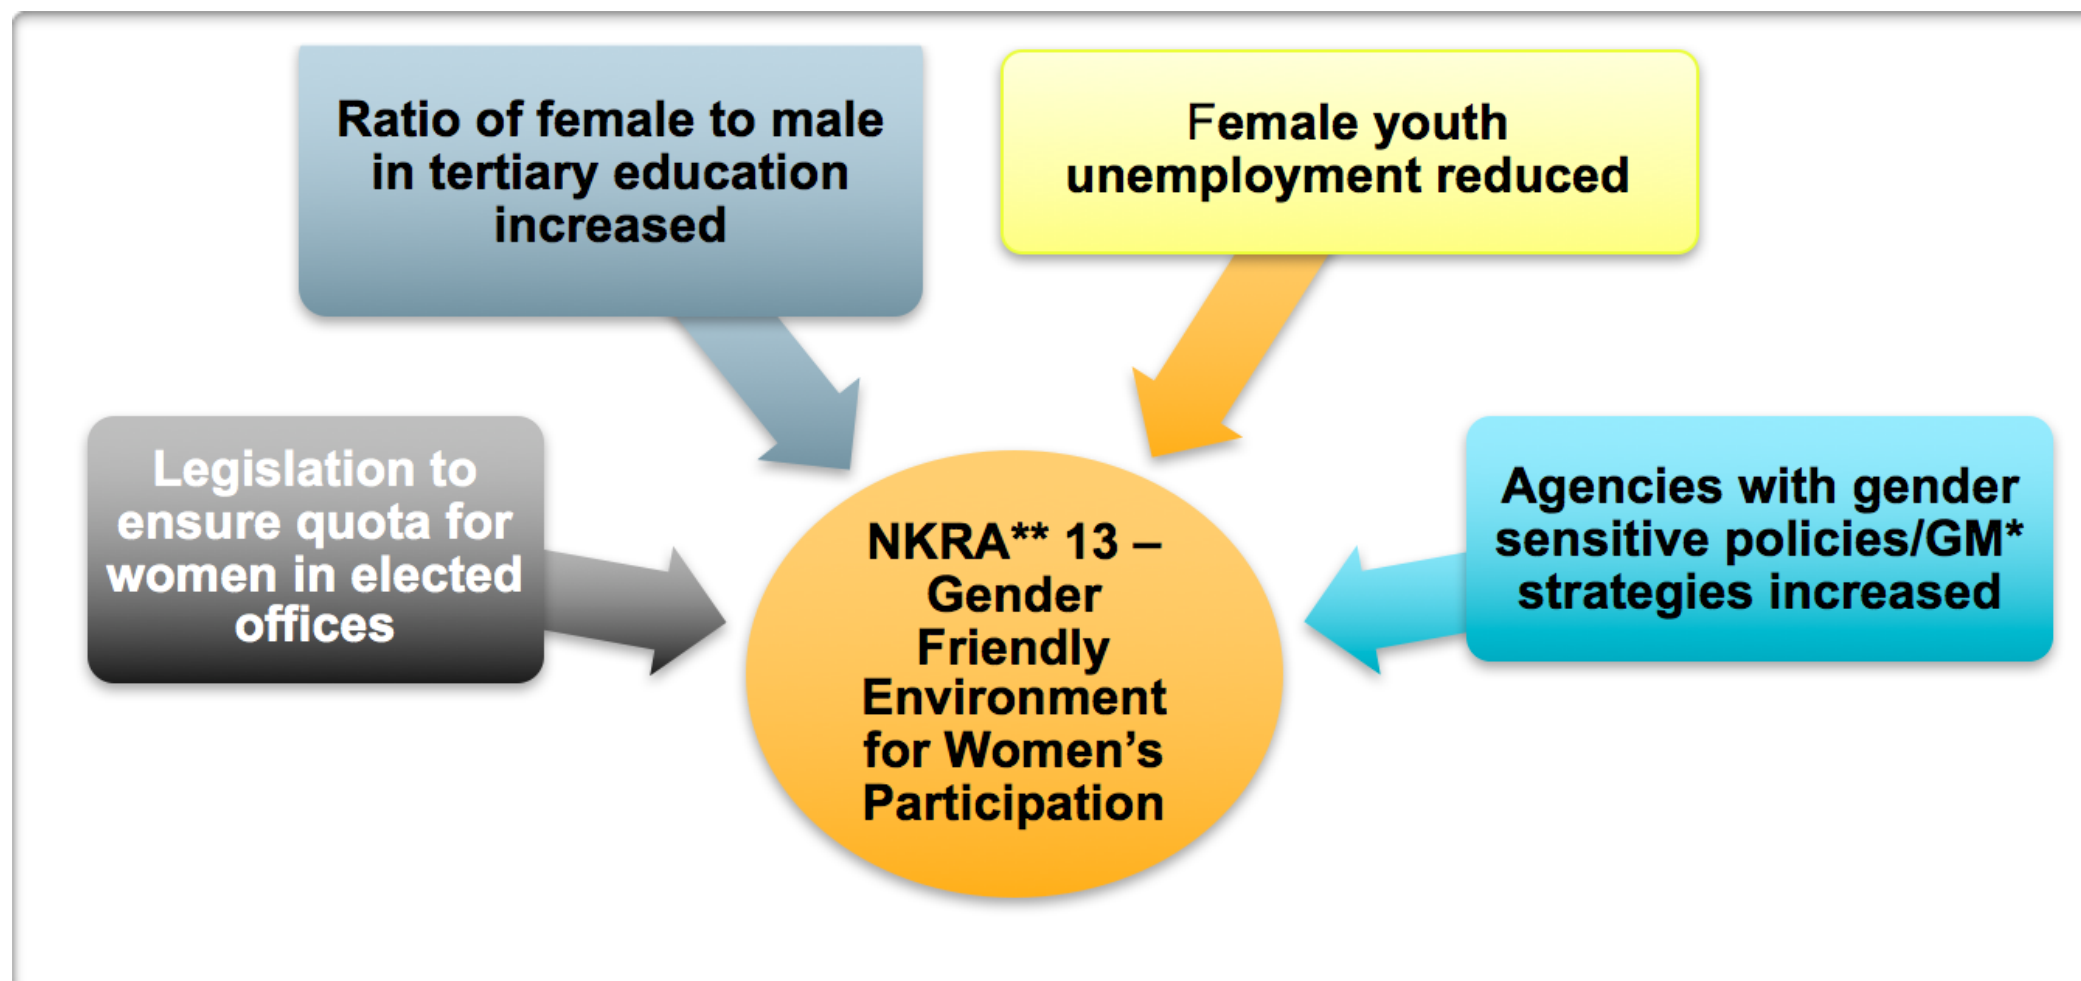 Ratio of female to male
in tertiary education
increased
Female youth
unemployment reduced
Legislation to
ensure quota for
women in elected
offices
NKRA** 13 –
Gender
Friendly
Environment
for Women’s
Participation
Agencies with gender
sensitive policies/GM*
strategies increased